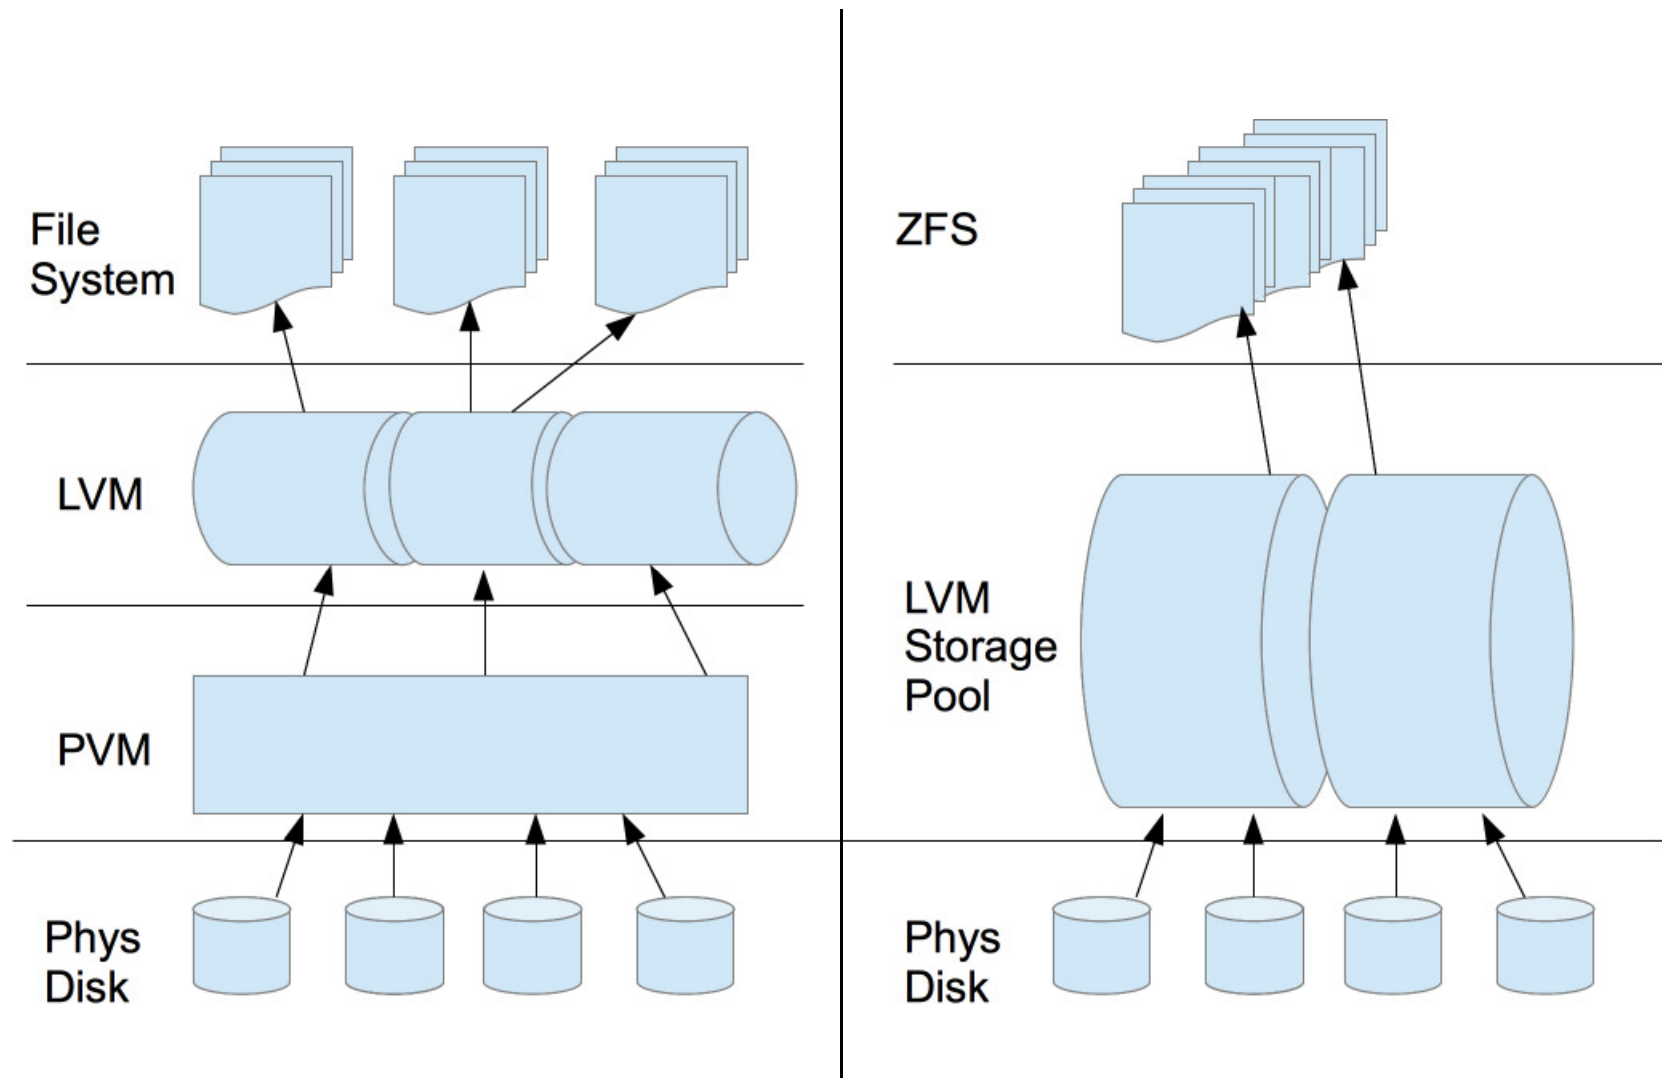 File
System
LVM
PVM
Phys
Disk
ZFS
LVM
Storage
Pool
Phys
Disk